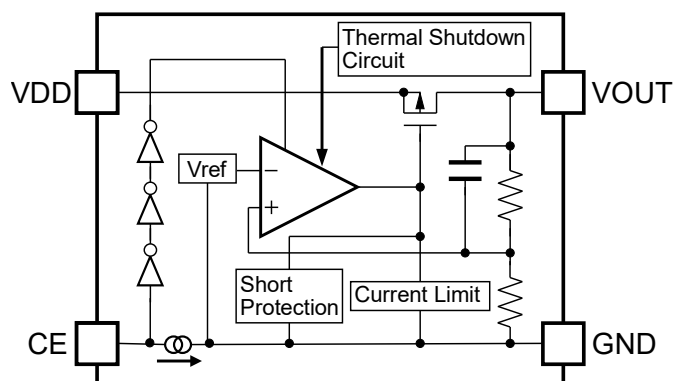 Thermal Shutdown
Circuit
VDD
VOUT
Vref
−
+
Short
Protection
Current Limit
CE
GND